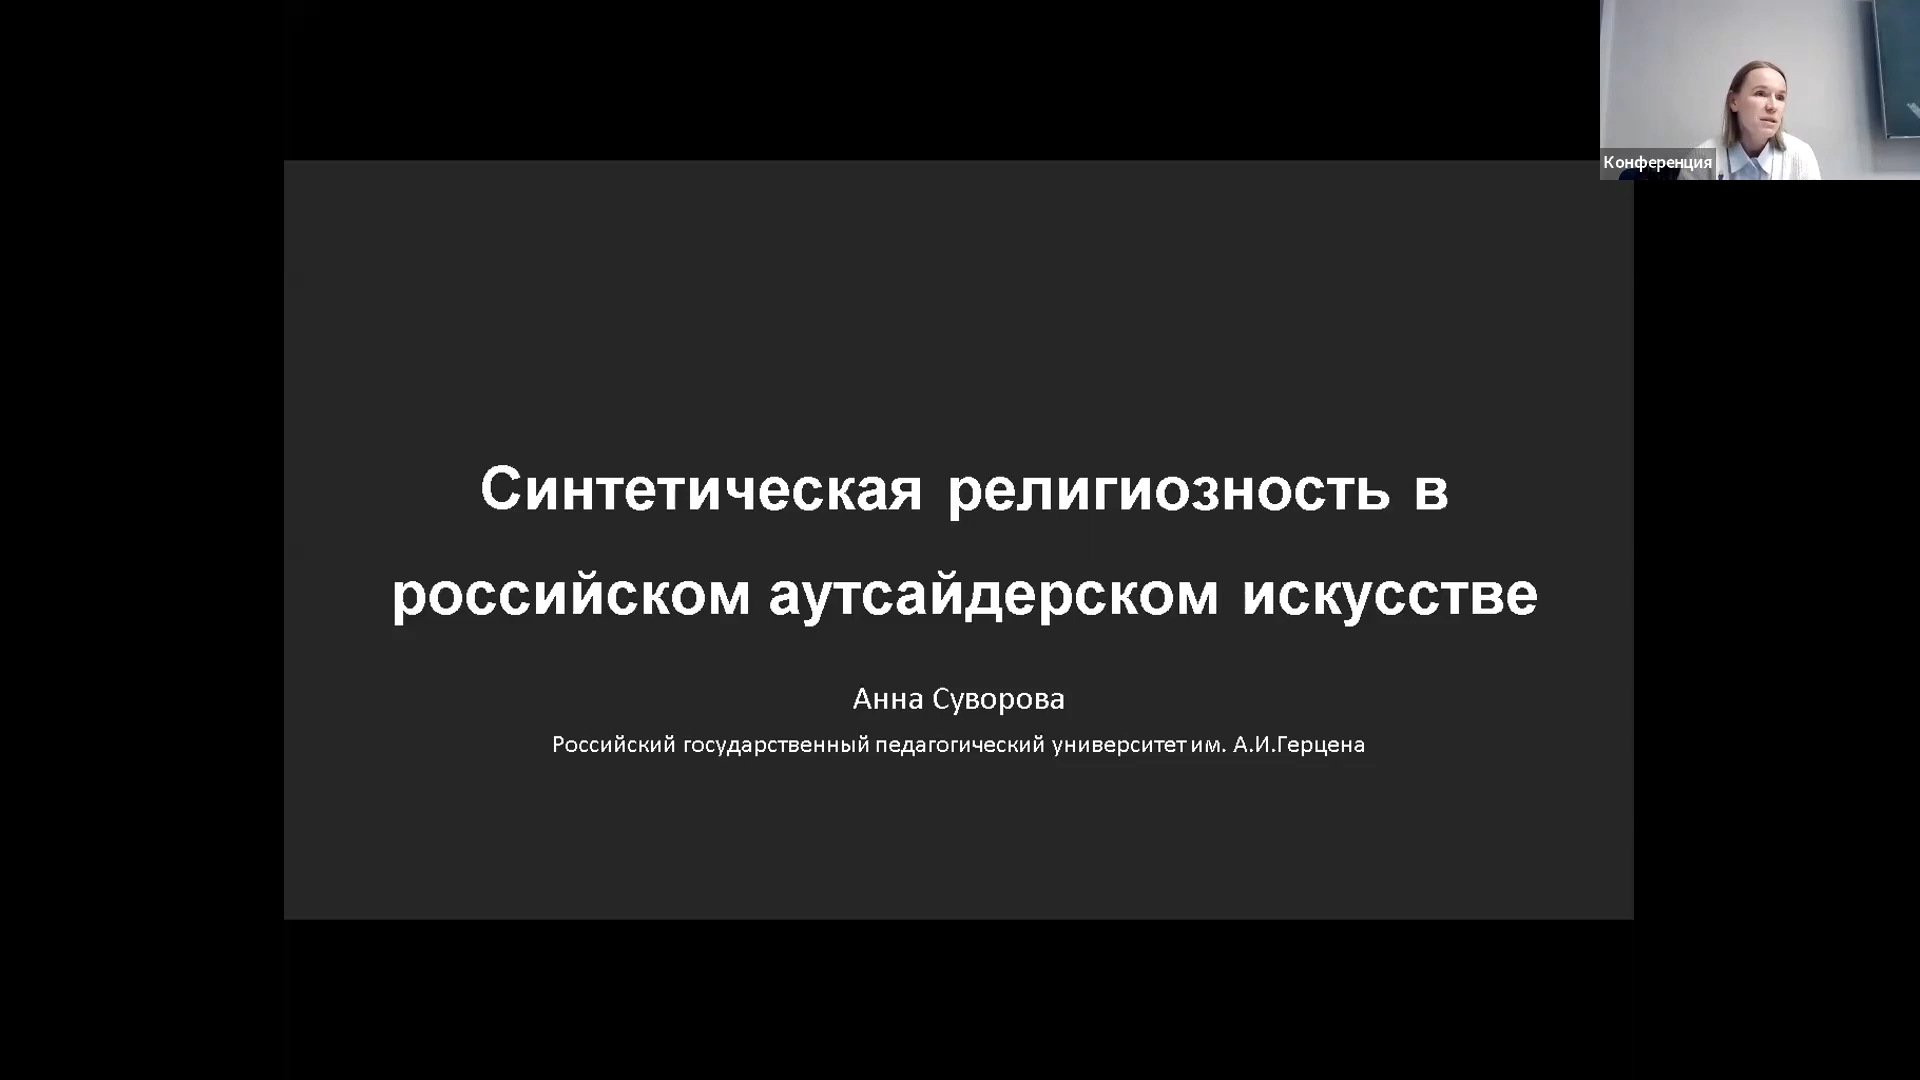 Конференция
Синтетическая религиозность в
российском аутсайдерском искусстве
Анна Суворова
Российский государственный педагогический университет им. А.И.Герцена